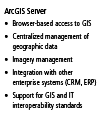 ArcGIS Server
• Browser-based access to GIS
• Centralized management of
geographic data
• Imagery management
• Integration with other
enterprise systems (CRM, ERP)
• Support for GIS and IT
interoperability standards